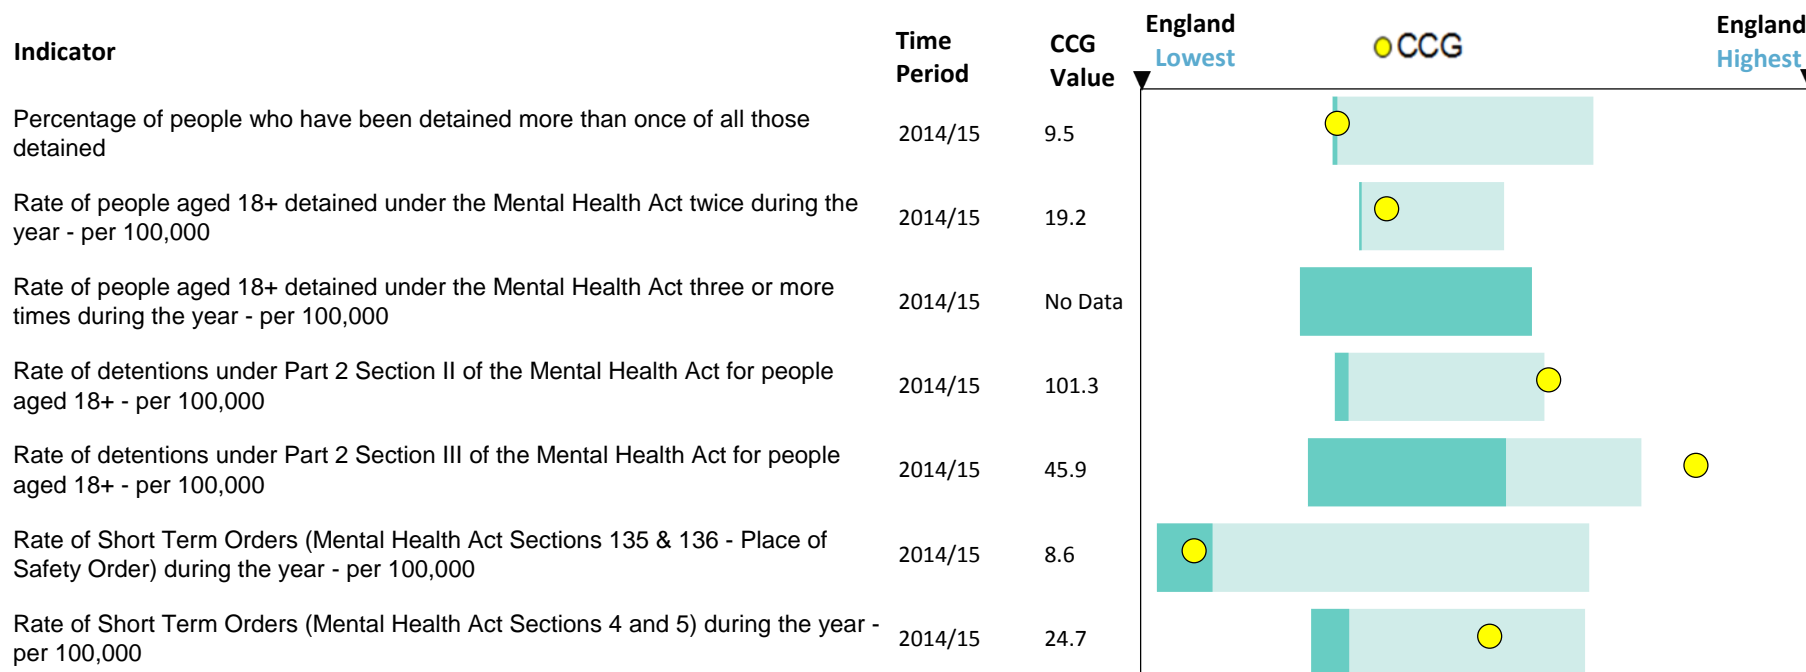 Indicator
Time
Period
CCG
Value
England
Lowest
CCG
England
Highest
Percentage of people who have been detained more than once of all those
detained
2014/15
9.5
Rate of people aged 18+ detained under the Mental Health Act twice during the
year - per 100,000
2014/15
19.2
Rate of people aged 18+ detained under the Mental Health Act three or more
times during the year - per 100,000
2014/15
No Data
Rate of detentions under Part 2 Section II of the Mental Health Act for people
aged 18+ - per 100,000
2014/15
101.3
Rate of detentions under Part 2 Section III of the Mental Health Act for people
aged 18+ - per 100,000
2014/15
45.9
Rate of Short Term Orders (Mental Health Act Sections 135 & 136 - Place of
Safety Order) during the year - per 100,000
2014/15
8.6
Rate of Short Term Orders (Mental Health Act Sections 4 and 5) during the year -
per 100,000
2014/15
24.7